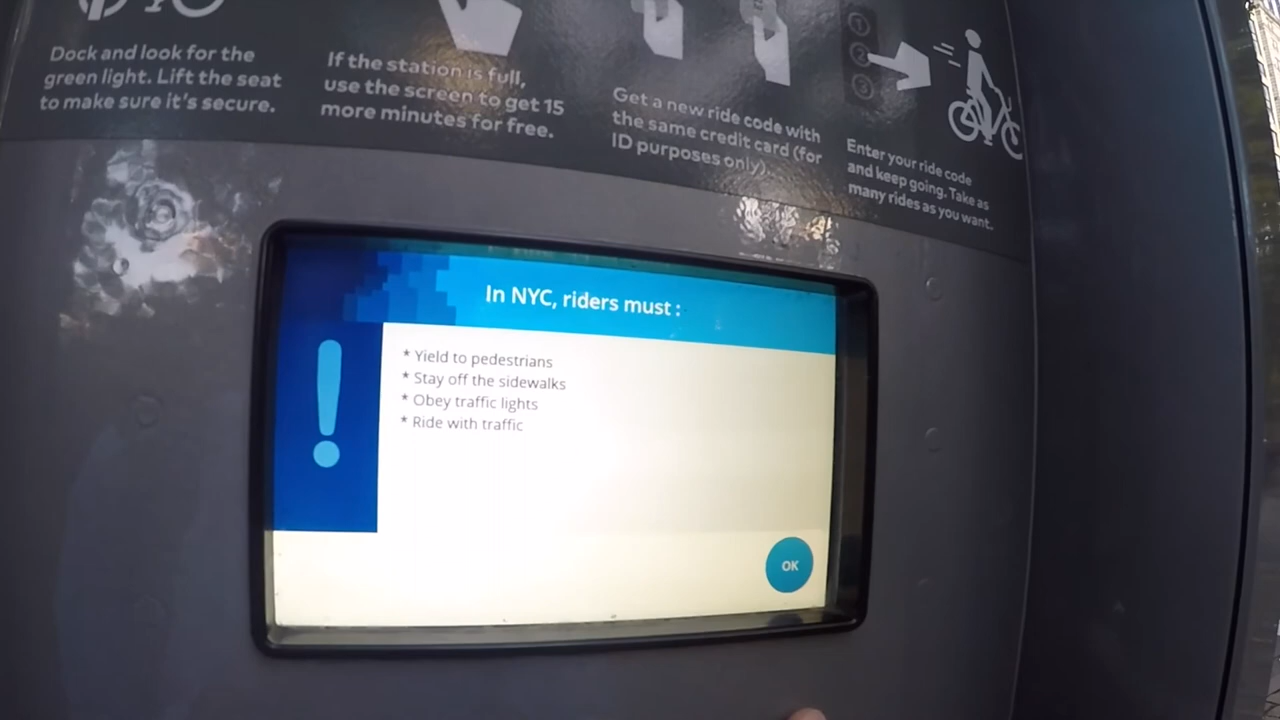 Dock and look for the
green light. Lift the seat
to make sure it's secure.
If the station is full,
use the screen to get 15
more minutes for free.
Get a new ride code with
the same credit card (for
ID purposes only).
1
2
3
Enter your ride code
and keep going. Take as
many rides as you want.
In NYC, riders must :
* Yield to pedestrians
* Stay off the sidewalks
* Obey traffic lights
* Ride with traffic
OK